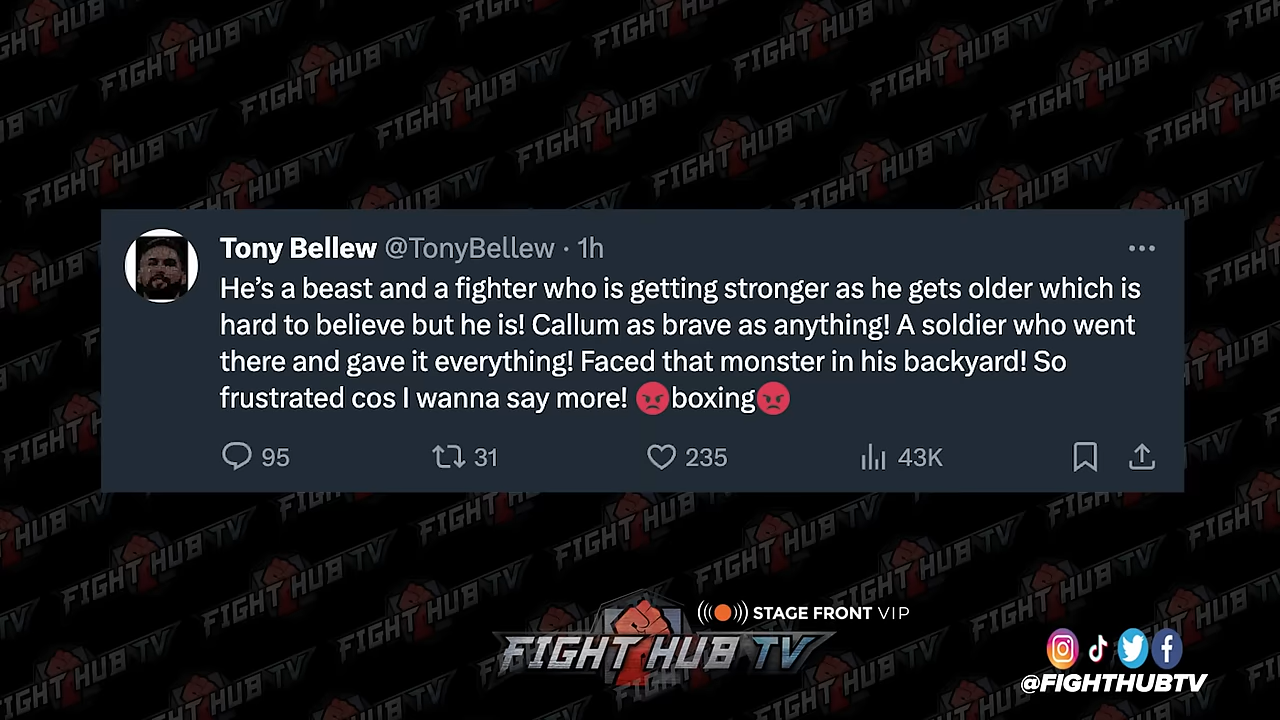 Tony Bellew @TonyBellew · 1h
He’s a beast and a fighter who is getting stronger as he gets older which is
hard to believe but he is! Callum as brave as anything! A soldier who went
there and gave it everything! Faced that monster in his backyard! So
frustrated cos I wanna say more! 😡boxing😡
95 31 235 43K
STAGE FRONT VIP
FIGHT HUB TV
@FIGHTHUBTV